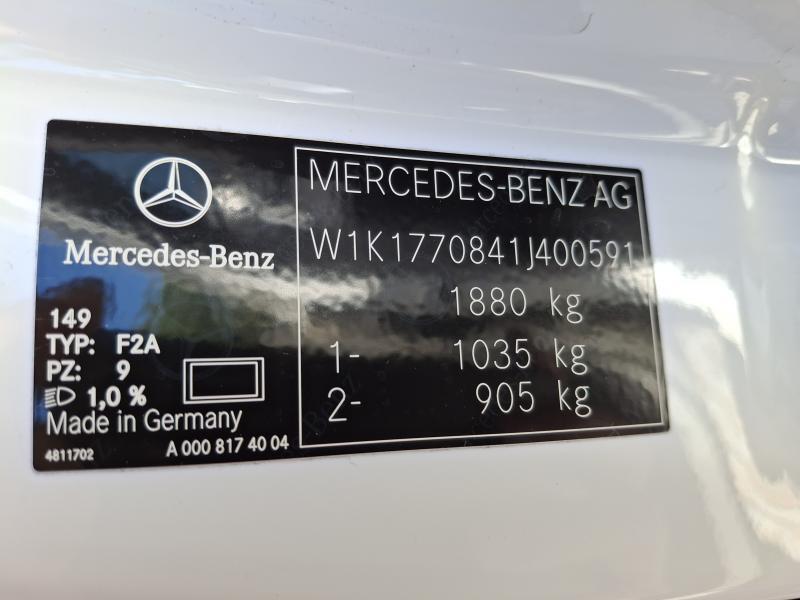 Mercedes-Benz
149
TYP: F2A
PZ: 9
1,0 %
Made in Germany
4811702 A 000 817 40 04
MERCEDES-BENZ AG
W1K1770841J400591
1880 kg
1- 1035 kg
2- 905 kg